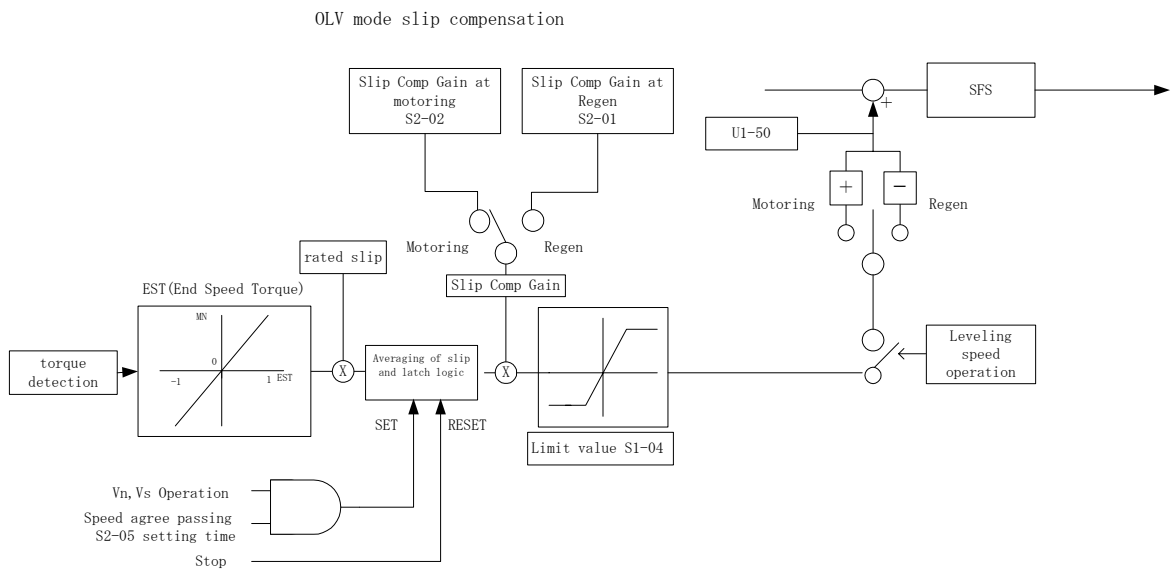 OLV mode slip compensation
Slip Comp Gain at
motoring
S2-02
Slip Comp Gain at
Regen
S2-01
SFS
+
U1-50
+
−
Motoring
Regen
Motoring
Regen
rated slip
Slip Comp Gain
EST(End Speed Torque)
MN
0
-1
1
EST
torque
detection
X
Averaging of slip
and latch logic
X
Leveling
speed
operation
SET
RESET
Limit value S1-04
Vn,Vs Operation
Speed agree passing
S2-05 setting time
Stop